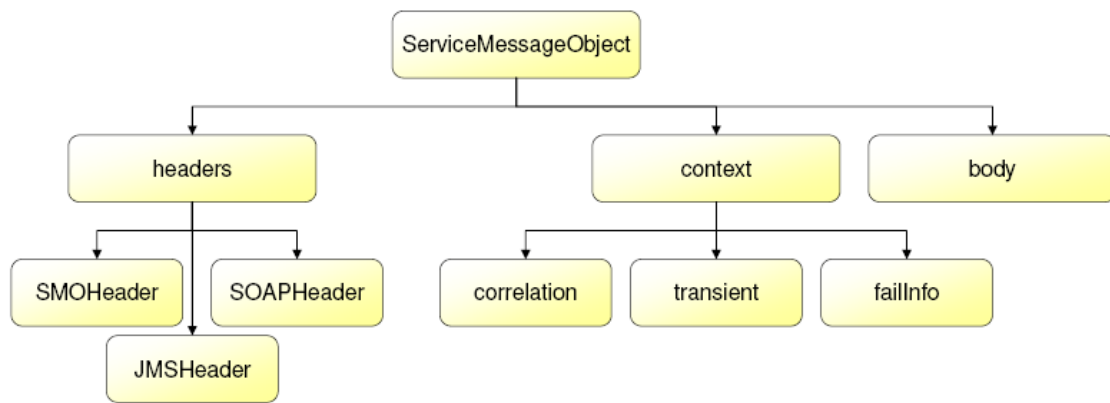 ServiceMessageObject
headers
context
body
SMOHeader
SOAPHeader
correlation
transient
failInfo
JMSHeader